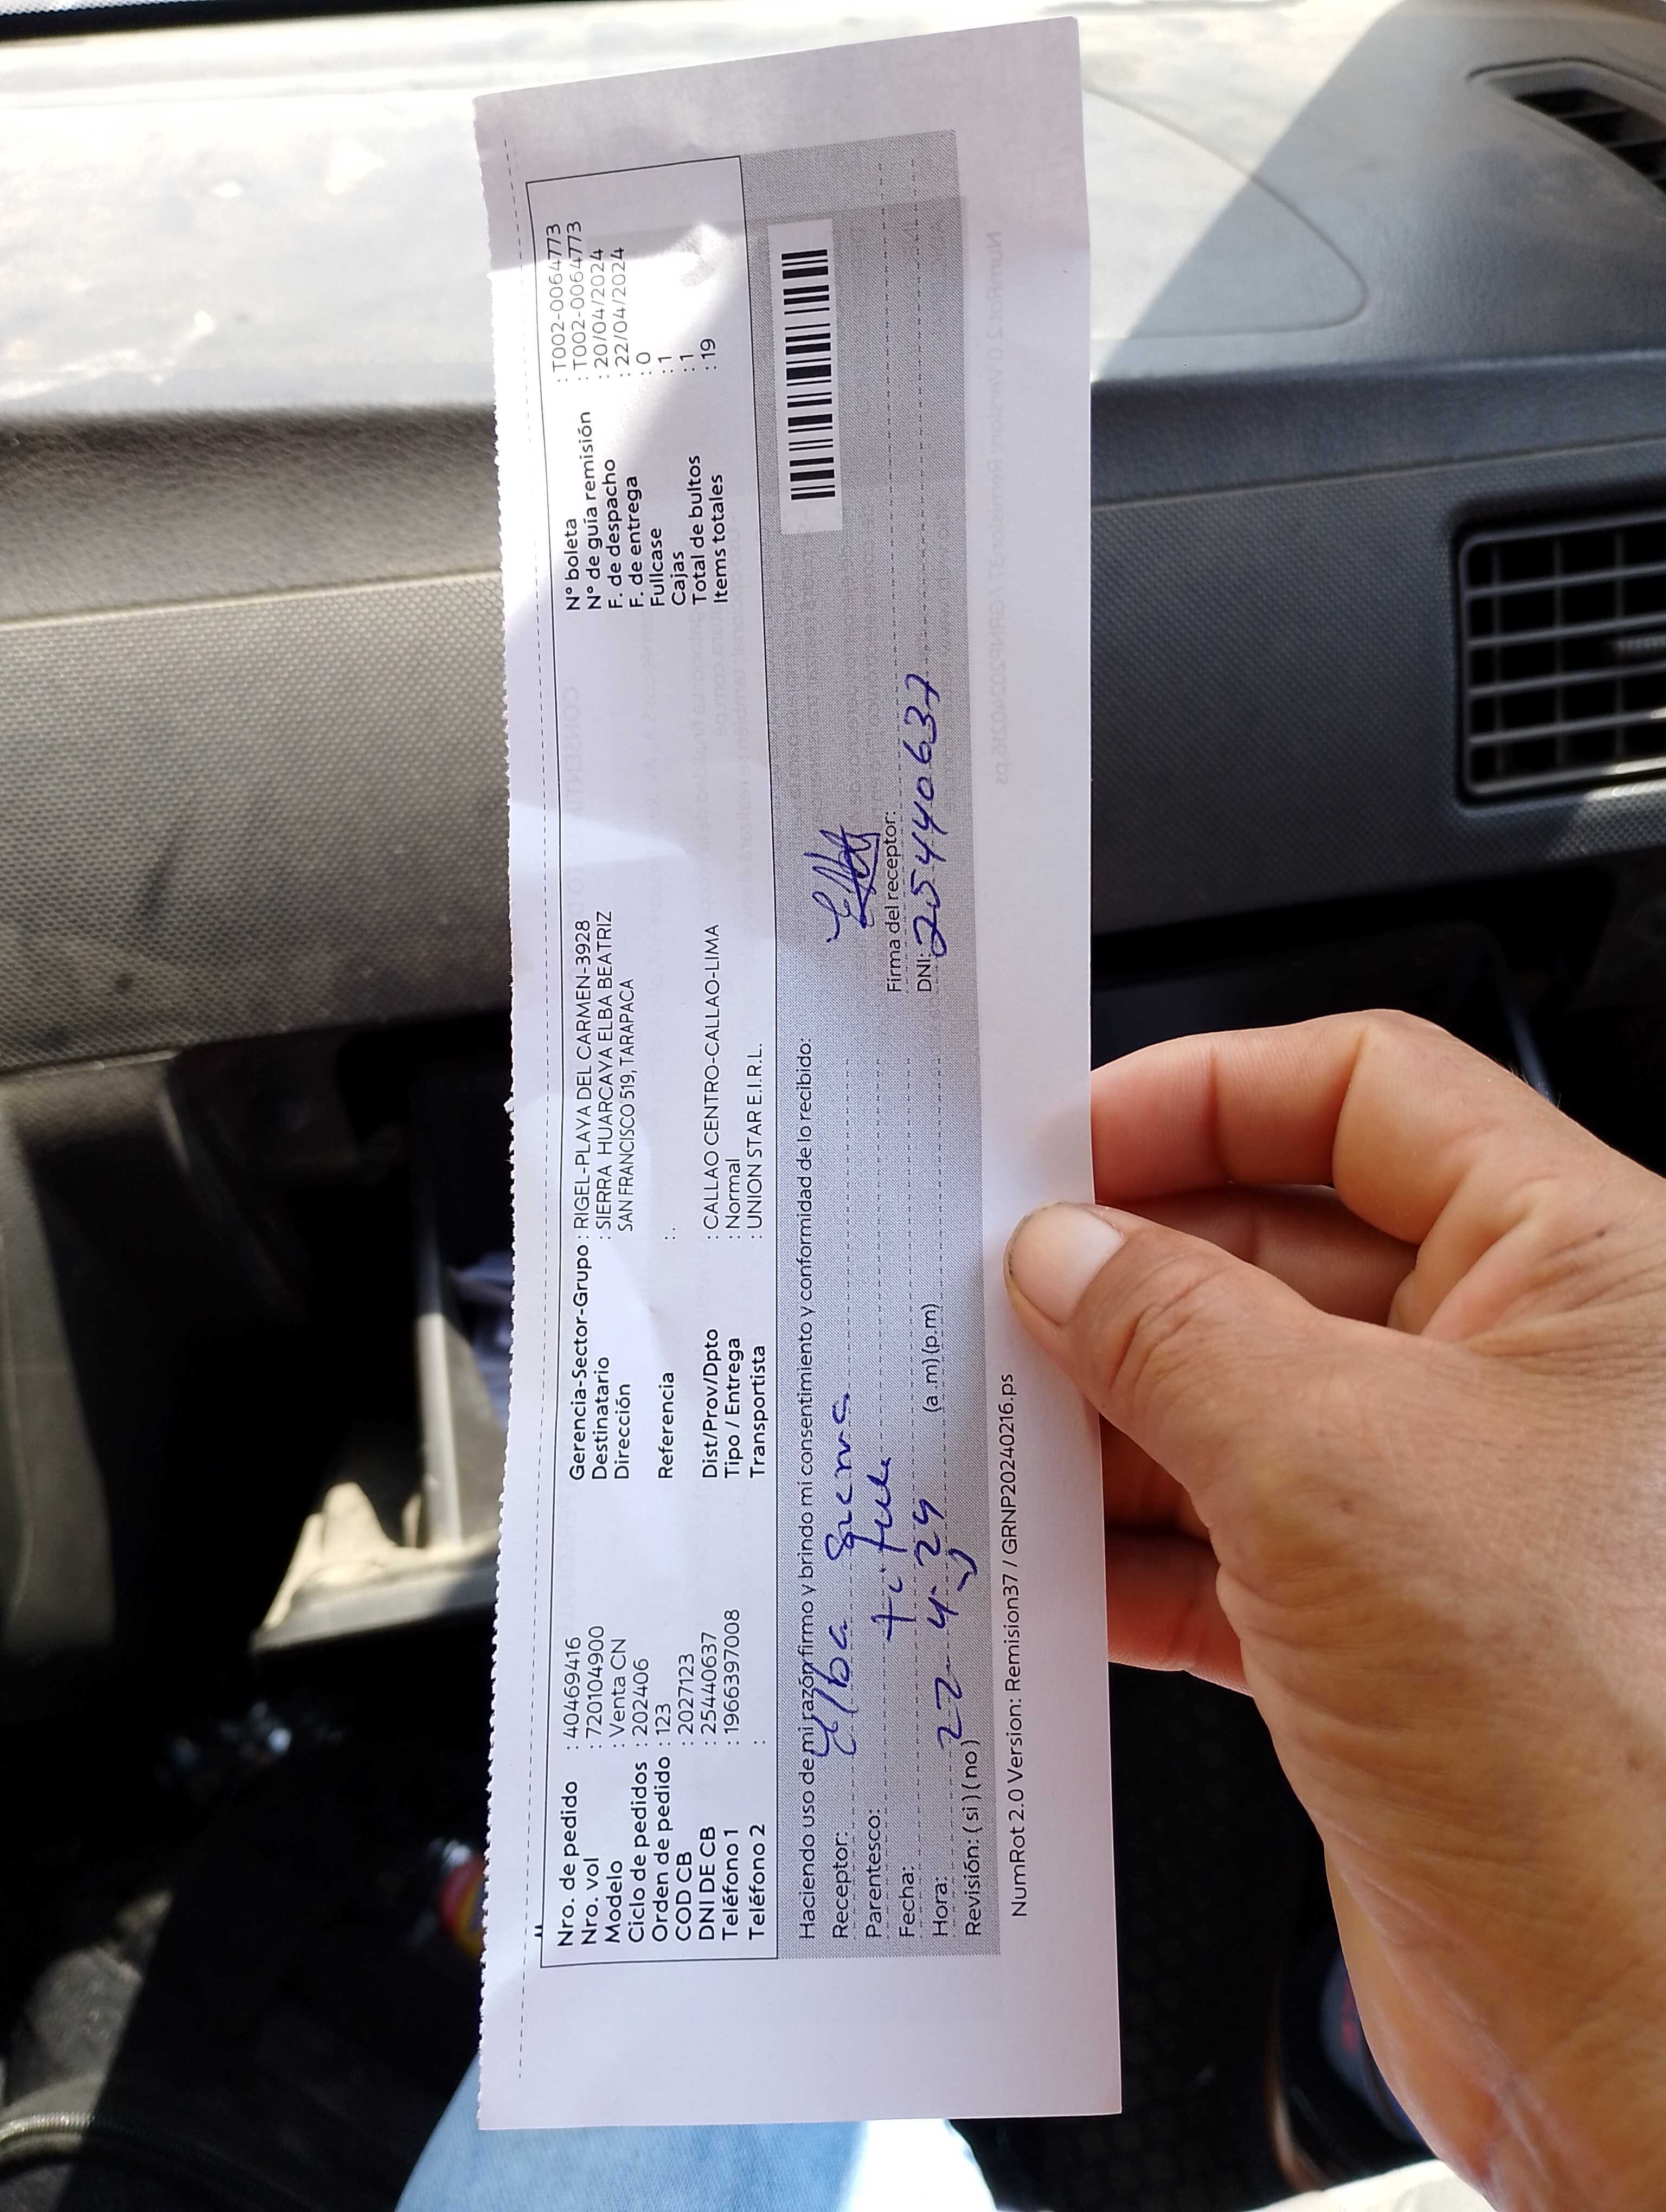 Nro. de pedido : 40469416
Nro. vol : 720104900
Modelo : Venta CN
Ciclo de pedidos : 202406
Orden de pedido : 123
COD CB : 2027123
DNI DE CB : 25440637
Teléfono 1 : 1966397008
Teléfono 2 :
Gerencia-Sector-Grupo : RIGEL-PLAYA DEL CARMEN-3928
Destinatario : SIERRA HUARCAYA ELBA BEATRIZ
Dirección SAN FRANCISCO 519, TARAPACA
Referencia : .
Dist/Prov/Dpto : CALLAO CENTRO-CALLAO-LIMA
Tipo / Entrega : Normal
Transportista : UNION STAR E.I.R.L.
N° boleta : T002-0064773
N° de guía remisión : T002-0064773
F. de despacho : 20/04/2024
F. de entrega : 22/04/2024
Fullcase : 0
Cajas : 1
Total de bultos : 1
Items totales : 19
Haciendo uso de mi razón firmo y brindo mi consentimiento y conformidad de lo recibido:
Receptor: Elba
Parentesco:
Fecha:
Hora: 22-4-24 (a.m)(p.m)
Revisión: (si)(no)
Firma del receptor:
DNI: 25440637
NumRot 2.0 Version: Remision37 / GRNP20240216.ps